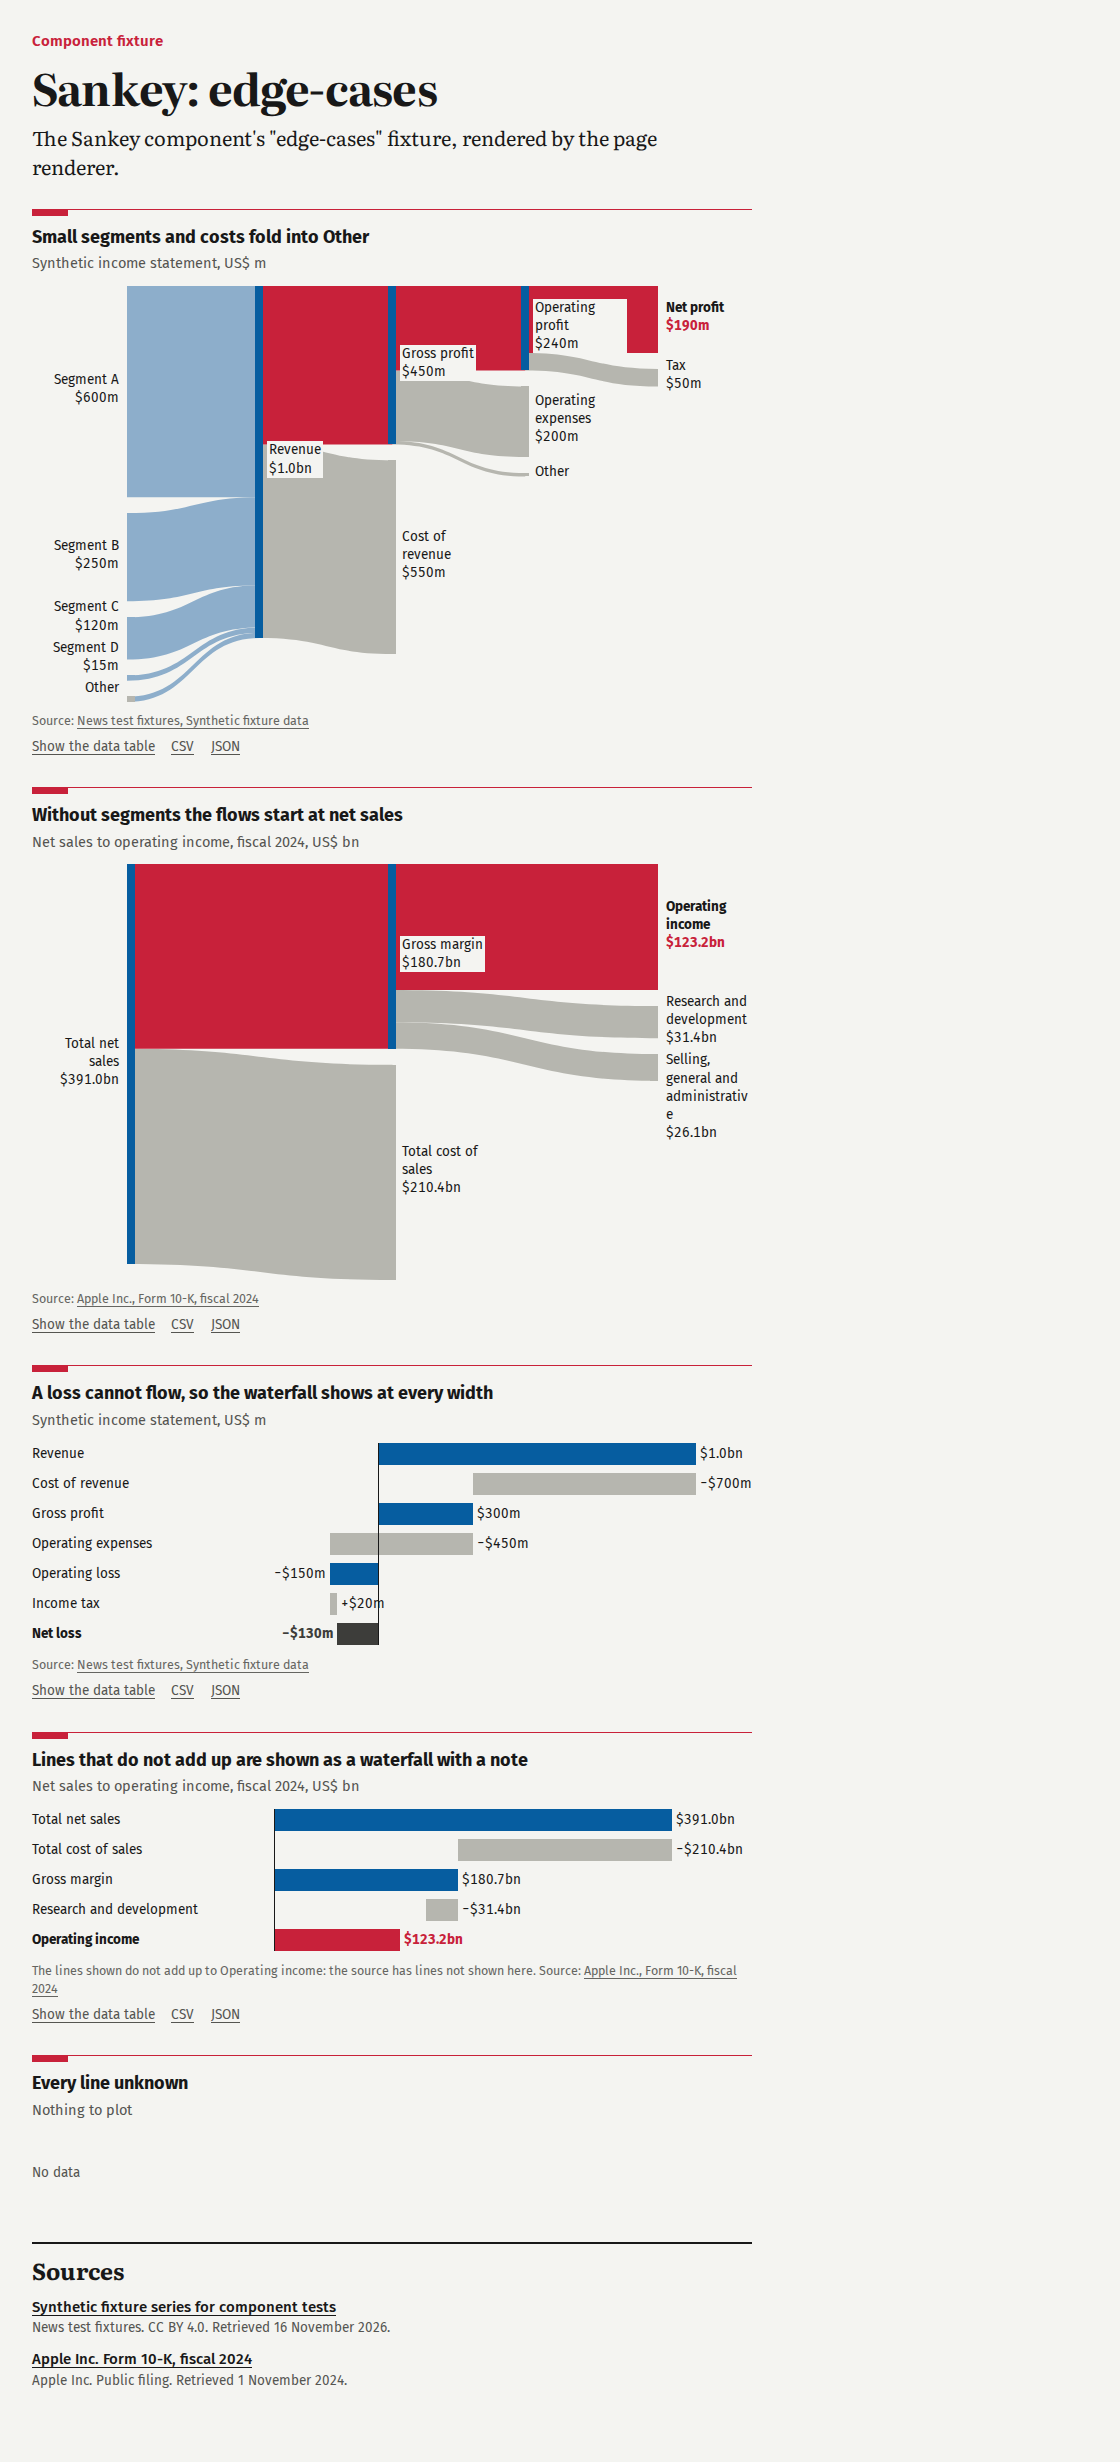 Component fixture
Sankey: edge-cases
The Sankey component's "edge-cases" fixture, rendered by the page
renderer.
Small segments and costs fold into Other
Synthetic income statement, US$ m
Segment A
$600m
Segment B
$250m
Segment C
$120m
Segment D
$15m
Other
Revenue
$1.0bn
Gross profit
$450m
Cost of
revenue
$550m
Operating
profit
$240m
Operating
expenses
$200m
Other
Net profit
$190m
Tax
$50m
Source: News test fixtures, Synthetic fixture data
Show the data table CSV JSON
Without segments the flows start at net sales
Net sales to operating income, fiscal 2024, US$ bn
Total net
sales
$391.0bn
Gross margin
$180.7bn
Total cost of
sales
$210.4bn
Operating
income
$123.2bn
Research and
development
$31.4bn
Selling,
general and
administrativ
e
$26.1bn
Source: Apple Inc., Form 10-K, fiscal 2024
Show the data table CSV JSON
A loss cannot flow, so the waterfall shows at every width
Synthetic income statement, US$ m
Revenue $1.0bn
Cost of revenue −$700m
Gross profit $300m
Operating expenses −$450m
Operating loss −$150m
Income tax +$20m
Net loss −$130m
Source: News test fixtures, Synthetic fixture data
Show the data table CSV JSON
Lines that do not add up are shown as a waterfall with a note
Net sales to operating income, fiscal 2024, US$ bn
Total net sales $391.0bn
Total cost of sales −$210.4bn
Gross margin $180.7bn
Research and development −$31.4bn
Operating income $123.2bn
The lines shown do not add up to Operating income: the source has lines not shown here. Source: Apple Inc., Form 10-K, fiscal
2024
Show the data table CSV JSON
Every line unknown
Nothing to plot
No data
Sources
Synthetic fixture series for component tests
News test fixtures. CC BY 4.0. Retrieved 16 November 2026.
Apple Inc. Form 10-K, fiscal 2024
Apple Inc. Public filing. Retrieved 1 November 2024.